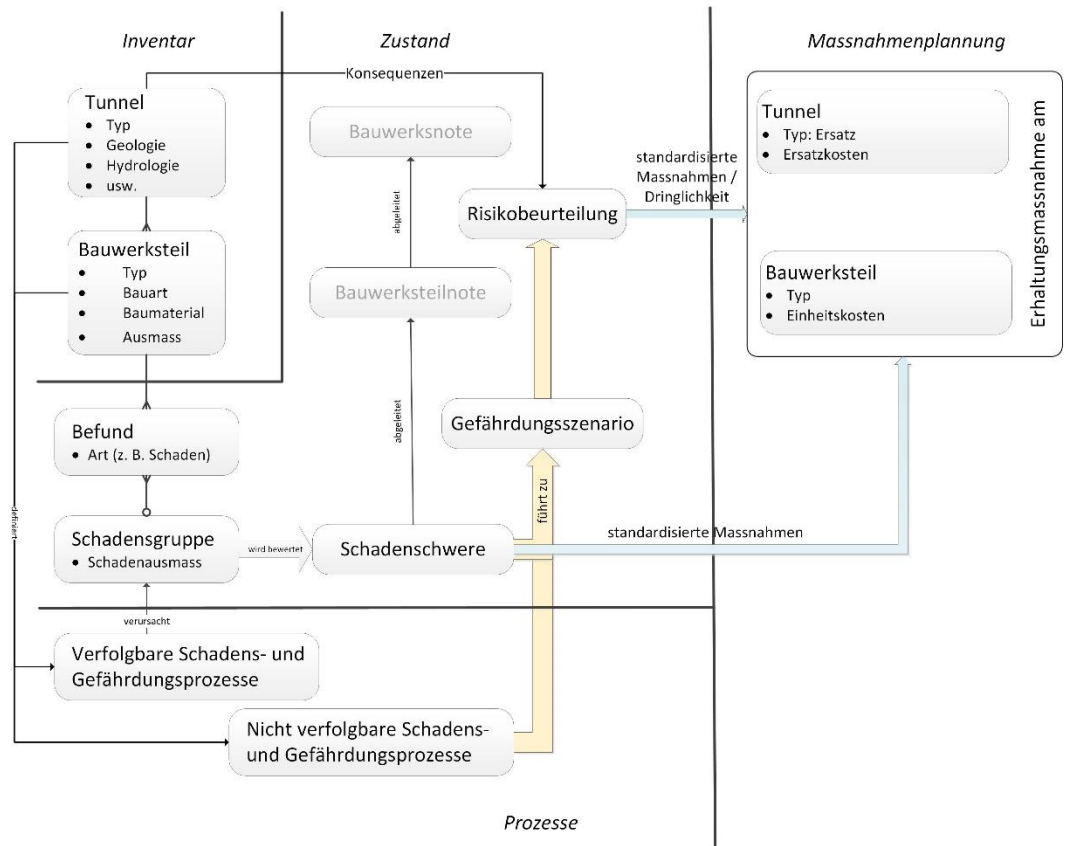 Inventar
Zustand
Massnahmenplannung
Konsequenzen
Tunnel
• Typ
• Geologie
• Hydrologie
• usw.
Bauwerksteil
• Typ
• Bauart
• Baumaterial
• Ausmass
Befund
• Art (z. B. Schaden)
Schadensgruppe
• Schadenausmass
wird bewertet
verursacht
definiert
Verfolgbare Schadens- und
Gefährdungsprozesse
Nicht verfolgbare Schadens-
und Gefährdungsprozesse
Bauwerksnote
abgeleitet
Bauwerksteilnote
abgeleitet
Schadenschwere
Risikobeurteilung
Gefährdungsszenario
führt zu
standardisierte
Massnahmen /
Dringlichkeit
standardisierte Massnahmen
Tunnel
• Typ: Ersatz
• Ersatzkosten
Bauwerksteil
• Typ
• Einheitskosten
Erhaltungsmassnahme am
Prozesse